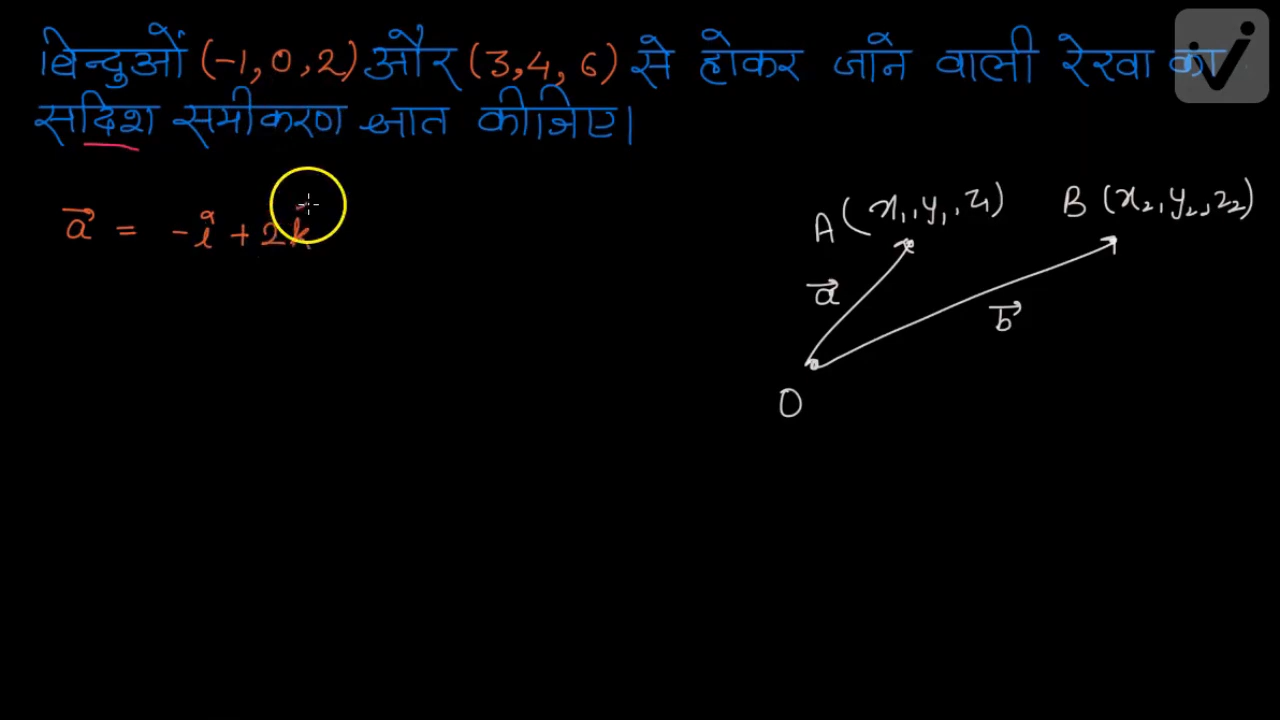 बिन्दुओं (-1, 0, 2) और (3, 4, 6) से होकर जाने वाली रेखा का
सदिश समीकरण ज्ञात कीजिए।
A (x₁, y₁, z₁) B (x₂, y₂, z₂)
a⃗ = -î + 2k̂
a⃗
b⃗
O